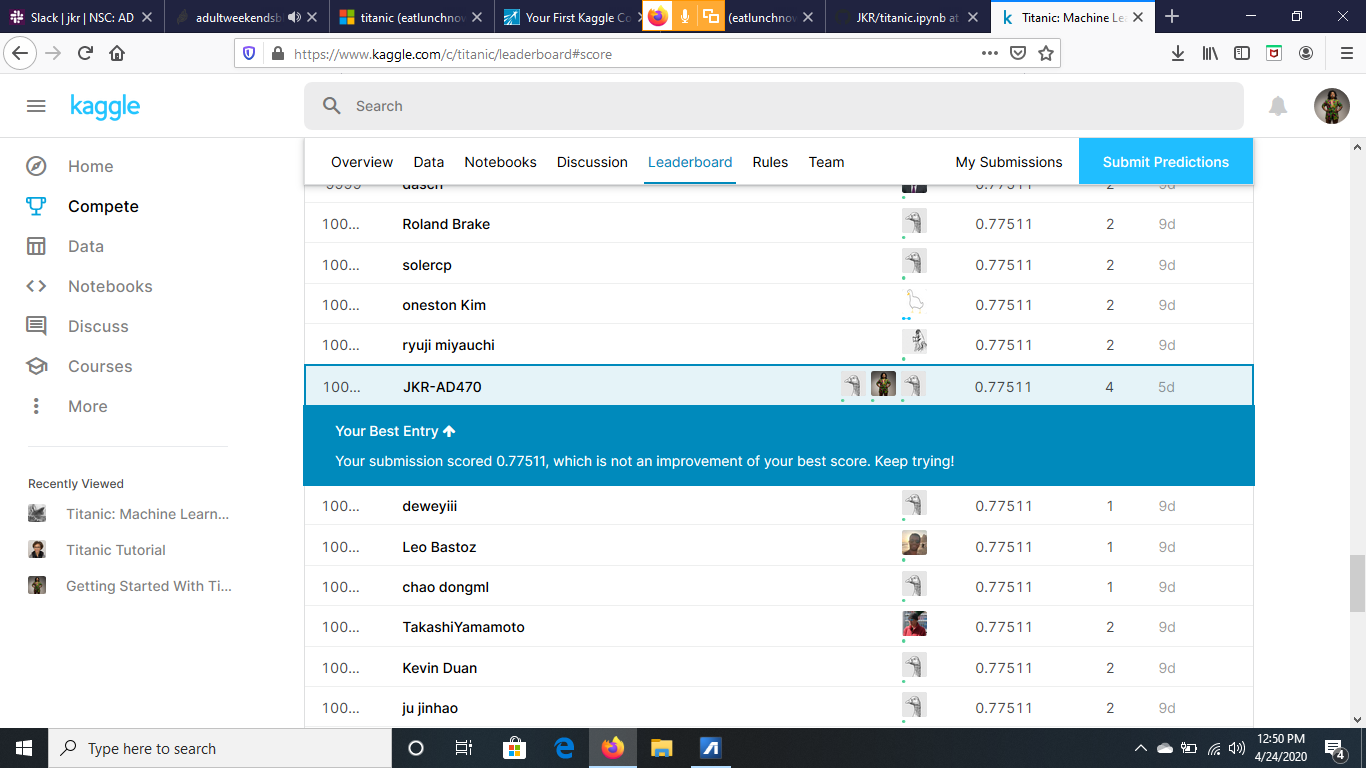 Slack | jkr | NSC: AD
adultweekendsb
titanic (eatlunchnov
Your First Kaggle Co
(eatlunchnov
JKR/titanic.ipynb at
Titanic: Machine Le
https://www.kaggle.com/c/titanic/leaderboard#score
kaggle
Search
Overview Data Notebooks Discussion Leaderboard Rules Team My Submissions Submit Predictions
Home
Compete
Data
Notebooks
Discuss
Courses
More
Recently Viewed
Titanic: Machine Learn...
Titanic Tutorial
Getting Started With Ti...
9999 dasch 0.77511 2 9d
100... Roland Brake 0.77511 2 9d
100... solercp 0.77511 2 9d
100... oneston Kim 0.77511 2 9d
100... ryuji miyauchi 0.77511 2 9d
100... JKR-AD470 0.77511 4 5d
Your Best Entry
Your submission scored 0.77511, which is not an improvement of your best score. Keep trying!
100... deweyiii 0.77511 1 9d
100... Leo Bastoz 0.77511 1 9d
100... chao dongml 0.77511 1 9d
100... TakashiYamamoto 0.77511 2 9d
100... Kevin Duan 0.77511 2 9d
100... ju jinhao 0.77511 2 9d
Type here to search
12:50 PM
4/24/2020
4